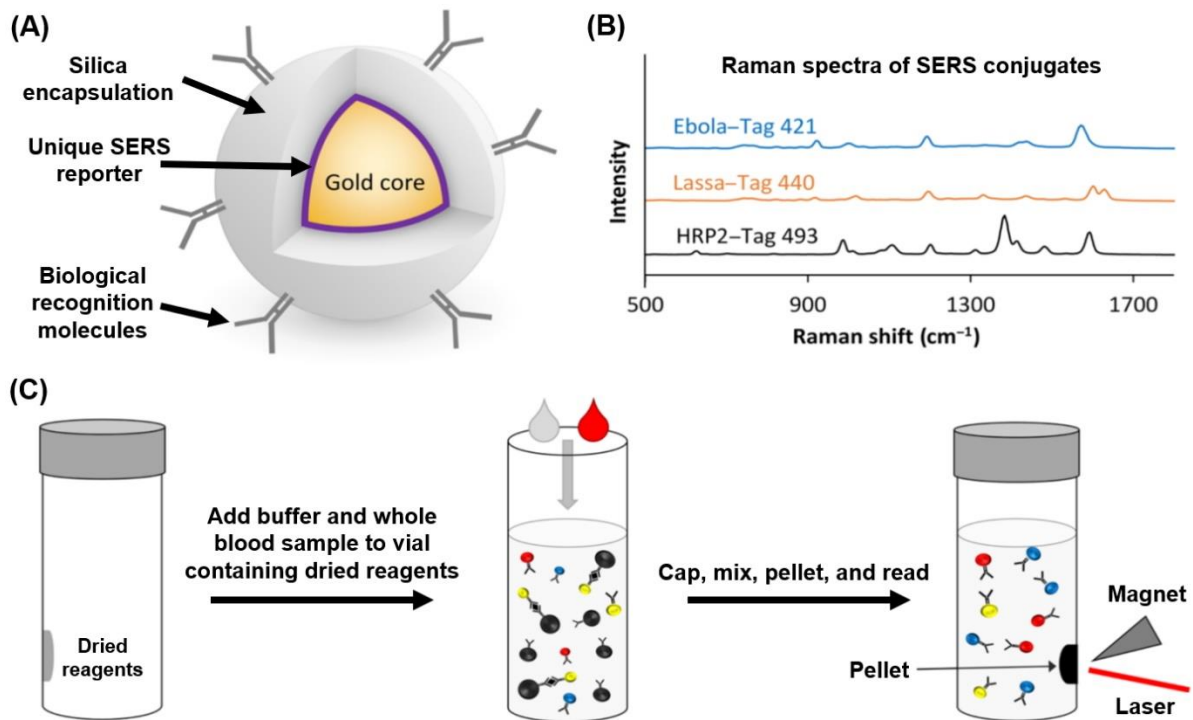 (A)
Silica
encapsulation
Unique SERS
reporter
Gold core
Biological
recognition
molecules
(B)
Raman spectra of SERS conjugates
Ebola–Tag 421
Lassa–Tag 440
HRP2–Tag 493
Intensity
500 900 1300 1700
Raman shift (cm⁻¹)
(C)
Dried
reagents
Add buffer and whole
blood sample to vial
containing dried reagents
Cap, mix, pellet, and read
Magnet
Pellet
Laser